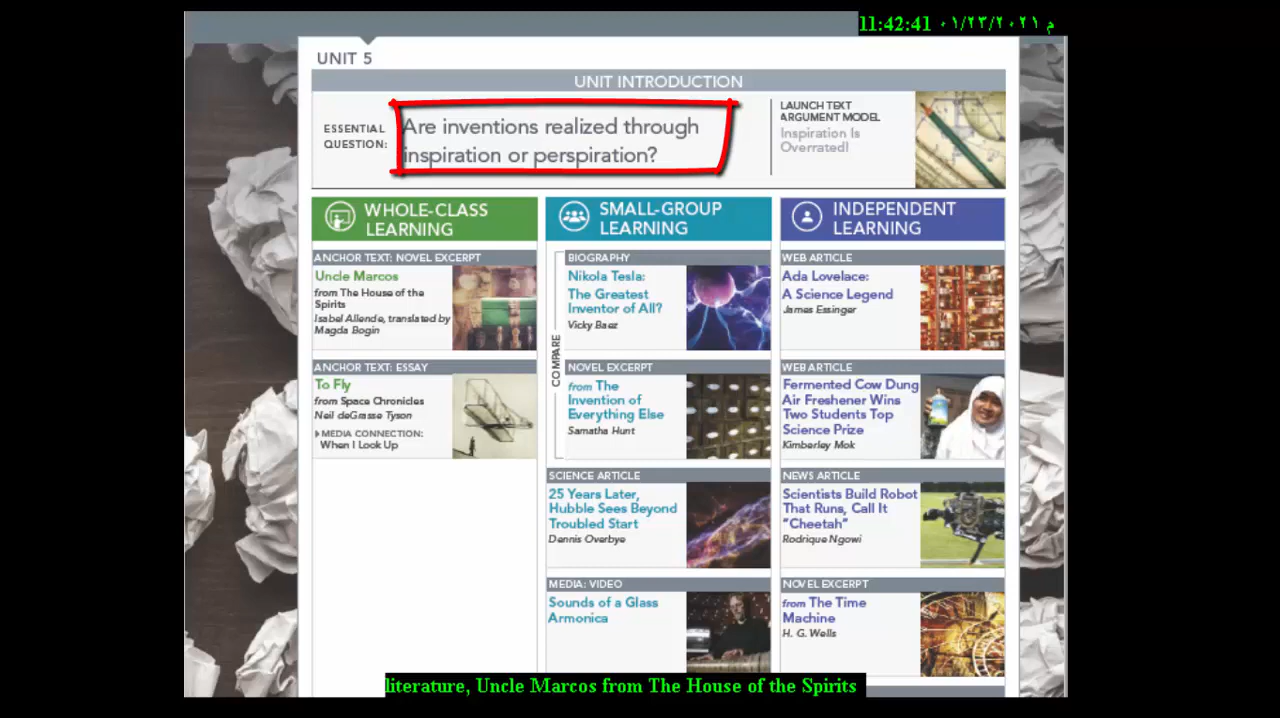 11:42:41 ٠١/٢٣/٢٠٢١ م
UNIT 5
UNIT INTRODUCTION
ESSENTIAL
QUESTION:
Are inventions realized through
inspiration or perspiration?
LAUNCH TEXT
ARGUMENT MODEL
Inspiration Is
Overrated!
WHOLE-CLASS
LEARNING
ANCHOR TEXT: NOVEL EXCERPT
Uncle Marcos
from The House of the
Spirits
Isabel Allende, translated by
Magda Bogin
ANCHOR TEXT: ESSAY
To Fly
from Space Chronicles
Neil deGrasse Tyson
MEDIA CONNECTION:
When I Look Up
SMALL-GROUP
LEARNING
COMPARE
BIOGRAPHY
Nikola Tesla:
The Greatest
Inventor of All?
Vicky Baez
NOVEL EXCERPT
from The
Invention of
Everything Else
Samatha Hunt
SCIENCE ARTICLE
25 Years Later,
Hubble Sees Beyond
Troubled Start
Dennis Overbye
MEDIA: VIDEO
Sounds of a Glass
Armonica
INDEPENDENT
LEARNING
WEB ARTICLE
Ada Lovelace:
A Science Legend
James Essinger
WEB ARTICLE
Fermented Cow Dung
Air Freshener Wins
Two Students Top
Science Prize
Kimberley Mok
NEWS ARTICLE
Scientists Build Robot
That Runs, Call It
“Cheetah”
Rodrique Ngowi
NOVEL EXCERPT
from The Time
Machine
H. G. Wells
literature, Uncle Marcos from The House of the Spirits